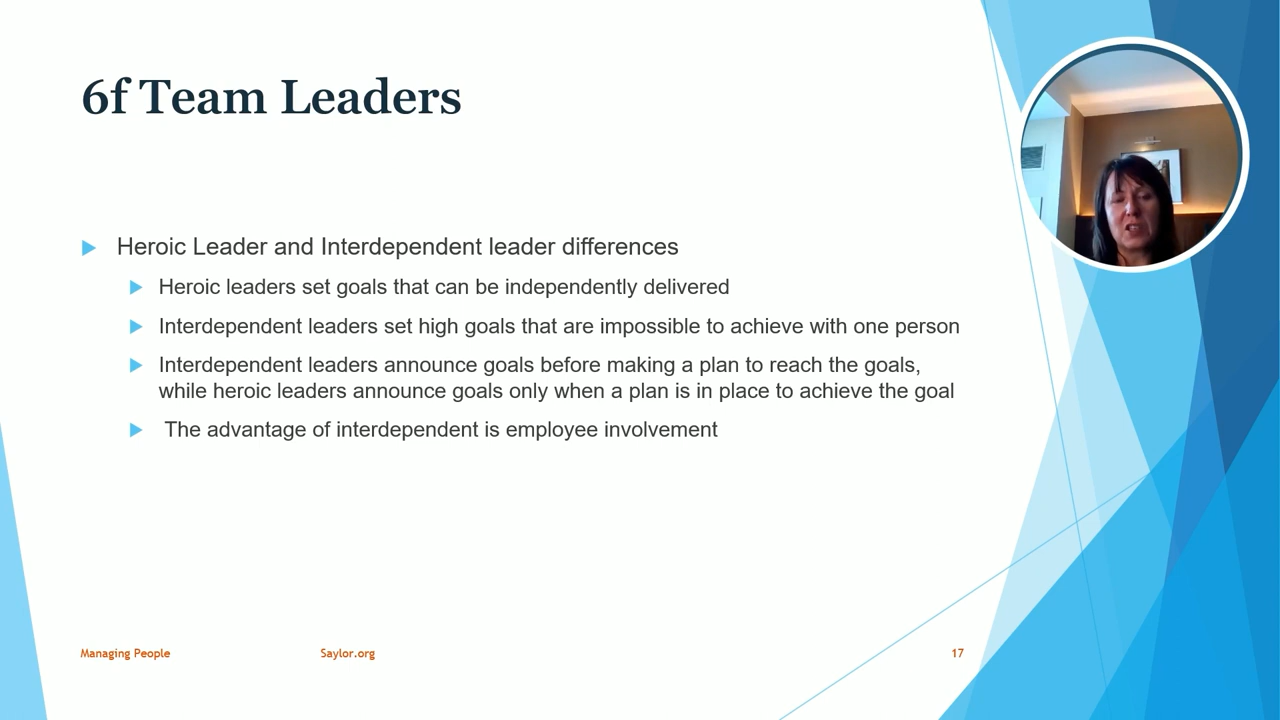 6f Team Leaders
Heroic Leader and Interdependent leader differences
Heroic leaders set goals that can be independently delivered
Interdependent leaders set high goals that are impossible to achieve with one person
Interdependent leaders announce goals before making a plan to reach the goals,
while heroic leaders announce goals only when a plan is in place to achieve the goal
The advantage of interdependent is employee involvement
Managing People
Saylor.org
17